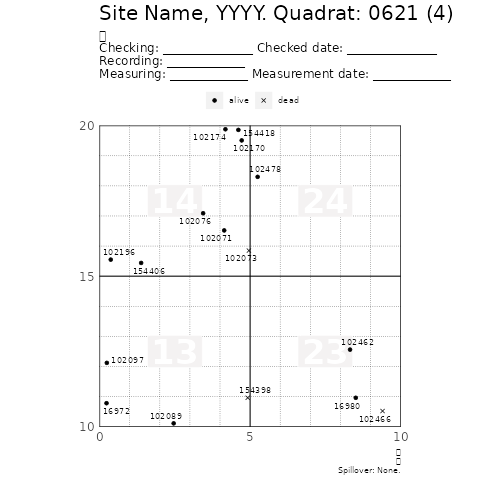 Site Name, YYYY. Quadrat: 0621 (4)
Checking: ______________ Checked date: ______________
Recording: ____________
Measuring: ____________ Measurement date: ____________
alive dead
20
102174 154418
102170
102478
14 24
102076
102071
102196 102073
154406
15
102462
13 23
102097
154398
16972 16980
102089 102466
10
0 5 10
Spillover: None.